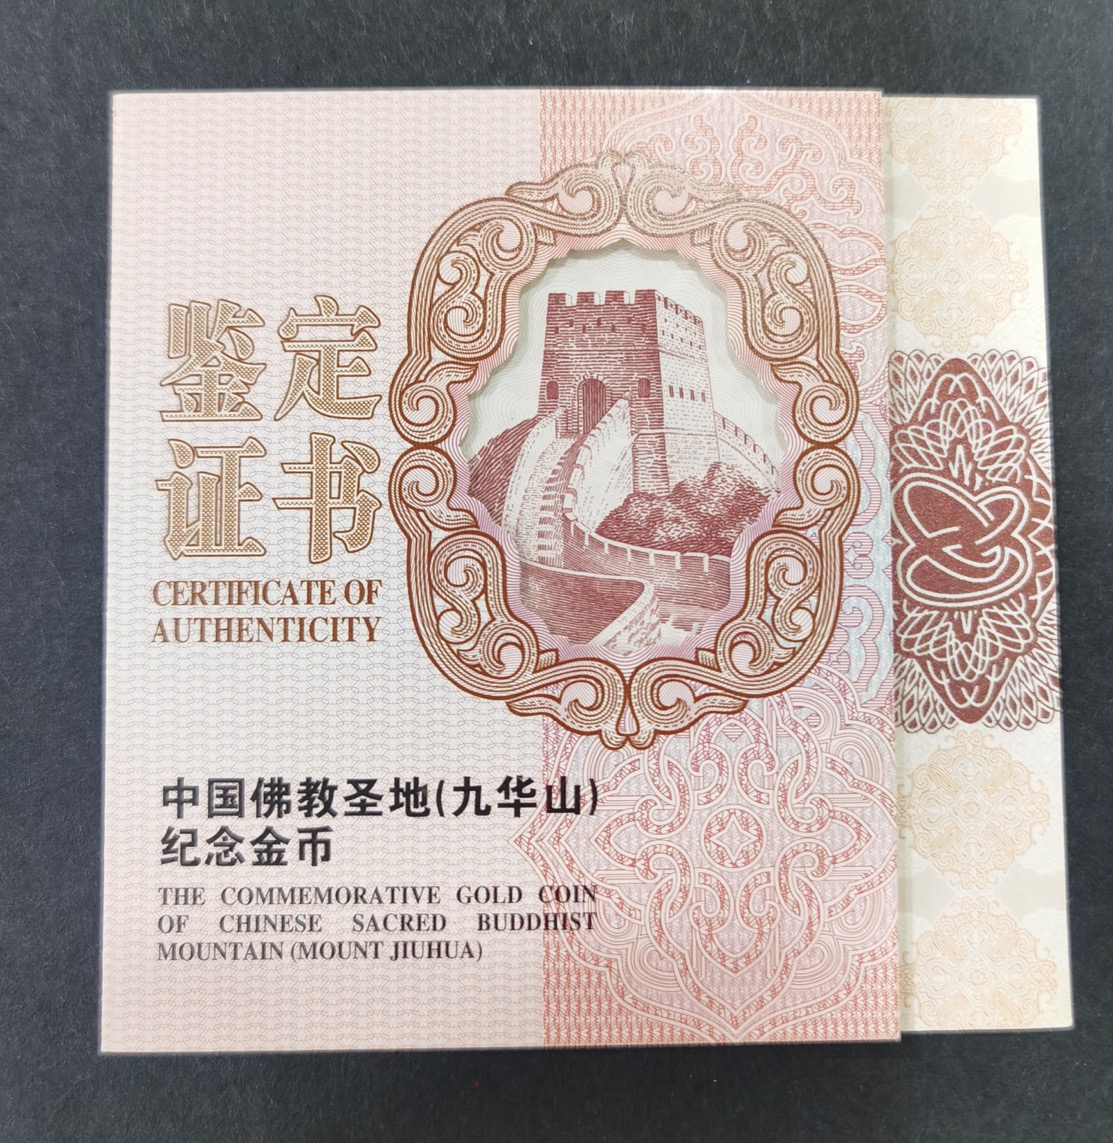 鉴定
证书
CERTIFICATE OF
AUTHENTICITY
中国佛教圣地(九华山)
纪念金币
THE COMMEMORATIVE GOLD COIN
OF CHINESE SACRED BUDDHIST
MOUNTAIN (MOUNT JIUHUA)